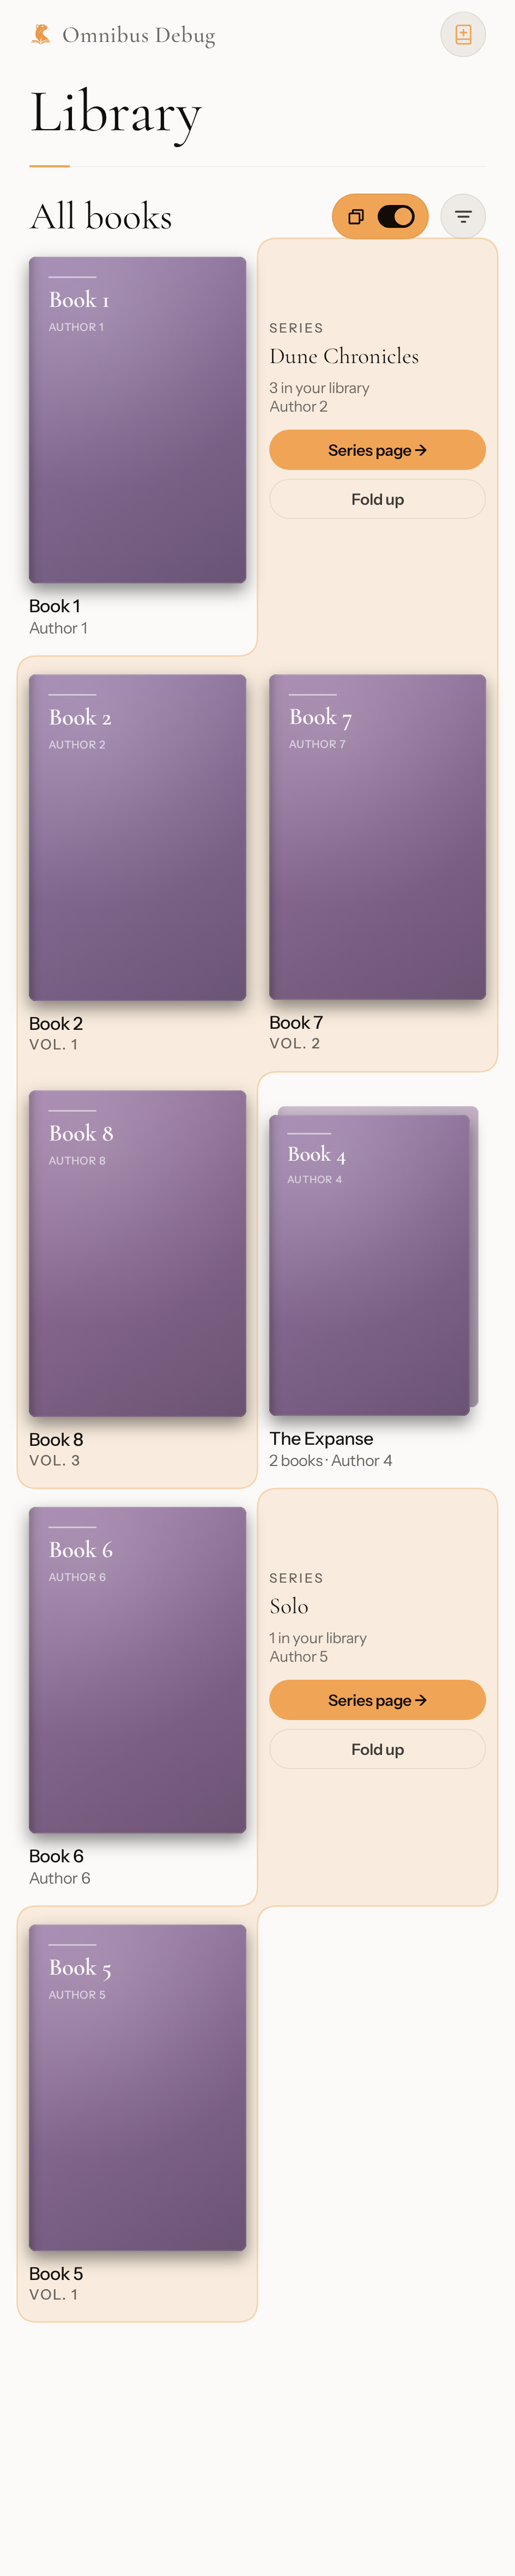 Omnibus Debug
Library
All books
Book 1
AUTHOR 1
Book 1
Author 1
SERIES
Dune Chronicles
3 in your library
Author 2
Series page →
Fold up
Book 2
AUTHOR 2
Book 2
VOL. 1
Book 7
AUTHOR 7
Book 7
VOL. 2
Book 8
AUTHOR 8
Book 8
VOL. 3
Book 4
AUTHOR 4
The Expanse
2 books · Author 4
Book 6
AUTHOR 6
Book 6
Author 6
SERIES
Solo
1 in your library
Author 5
Series page →
Fold up
Book 5
AUTHOR 5
Book 5
VOL. 1